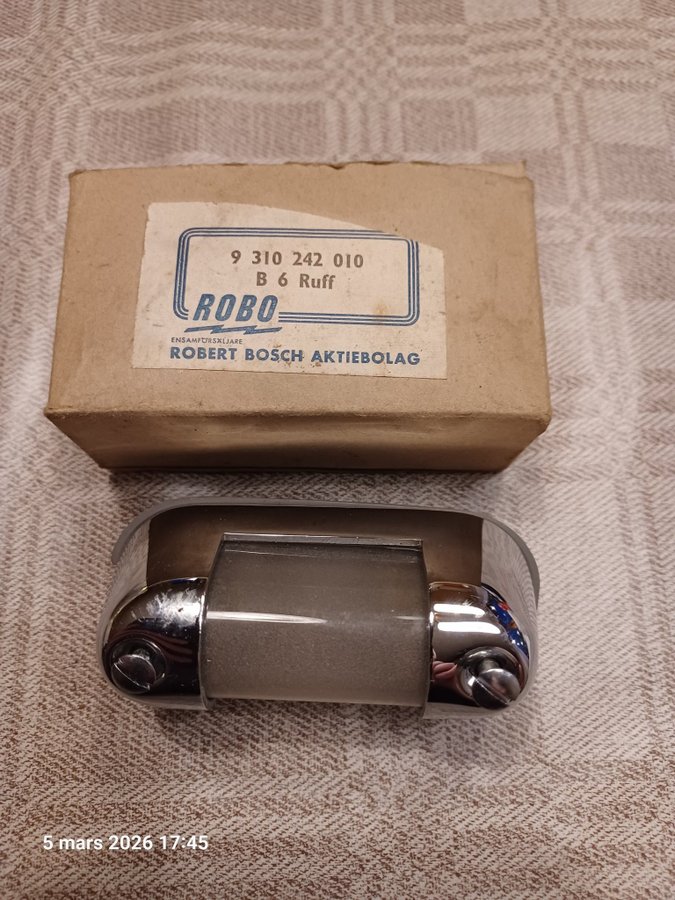 9 310 242 010
B 6 Ruff
ROBO
ENSAMFÖRSÄLJARE
ROBERT BOSCH AKTIEBOLAG
5 mars 2026 17:45